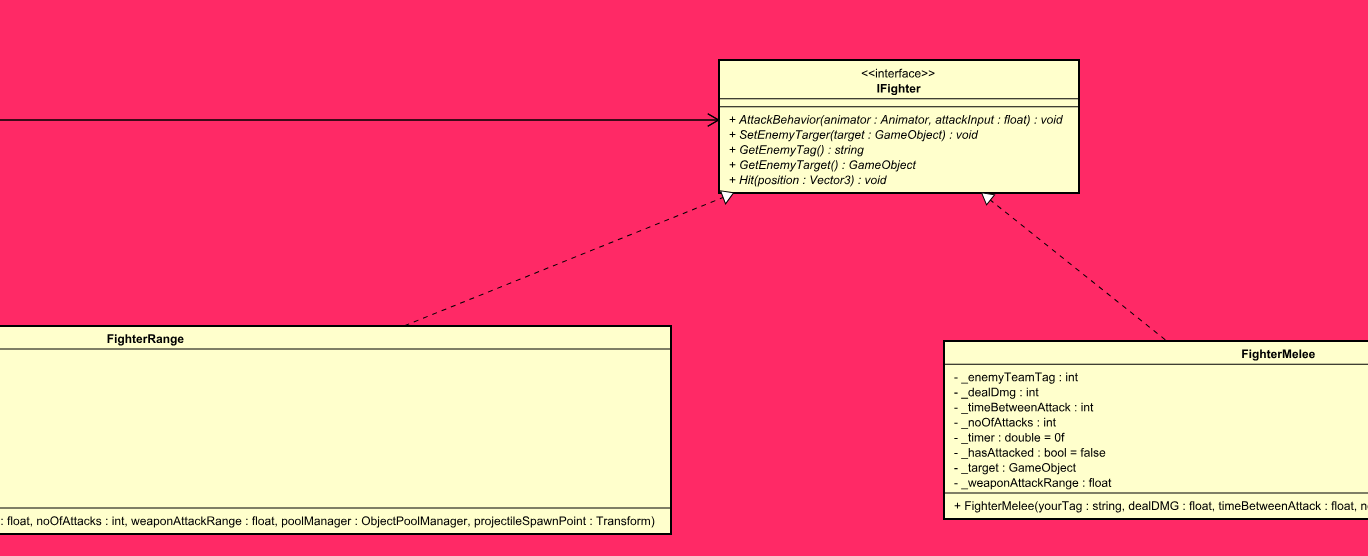 <<interface>>
IFighter
+ AttackBehavior(animator : Animator, attackInput : float) : void
+ SetEnemyTarger(target : GameObject) : void
+ GetEnemyTag() : string
+ GetEnemyTarget() : GameObject
+ Hit(position : Vector3) : void
FighterRange
: float, noOfAttacks : int, weaponAttackRange : float, poolManager : ObjectPoolManager, projectileSpawnPoint : Transform)
FighterMelee
- _enemyTeamTag : int
- _dealDmg : int
- _timeBetweenAttack : int
- _noOfAttacks : int
- _timer : double = 0f
- _hasAttacked : bool = false
- _target : GameObject
- _weaponAttackRange : float
+ FighterMelee(yourTag : string, dealDMG : float, timeBetweenAttack : float,